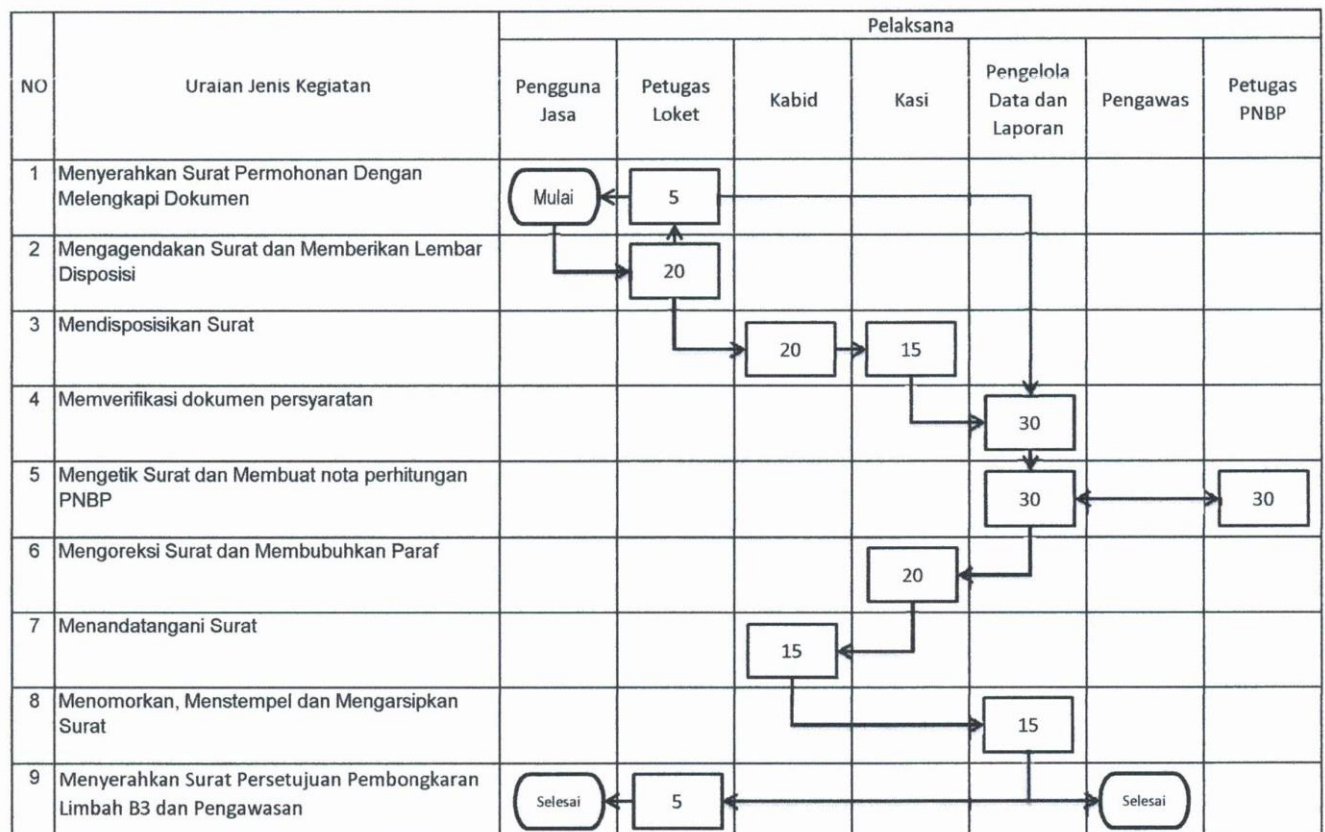 Pelaksana
NO
Uraian Jenis Kegiatan
Pengguna
Jasa
Petugas
Loket
Kabid
Kasi
Pengelola
Data dan
Laporan
Pengawas
Petugas
PNBP
1
Menyerahkan Surat Permohonan Dengan
Melengkapi Dokumen
Mulai
5
2
Mengagendakan Surat dan Memberikan Lembar
Disposisi
20
3
Mendisposisikan Surat
20
15
4
Memverifikasi dokumen persyaratan
30
5
Mengetik Surat dan Membuat nota perhitungan
PNBP
30
30
6
Mengoreksi Surat dan Membubuhkan Paraf
20
7
Menandatangani Surat
15
8
Menomorkan, Menstempel dan Mengarsipkan
Surat
15
9
Menyerahkan Surat Persetujuan Pembongkaran
Limbah B3 dan Pengawasan
Selesai
5
Selesai